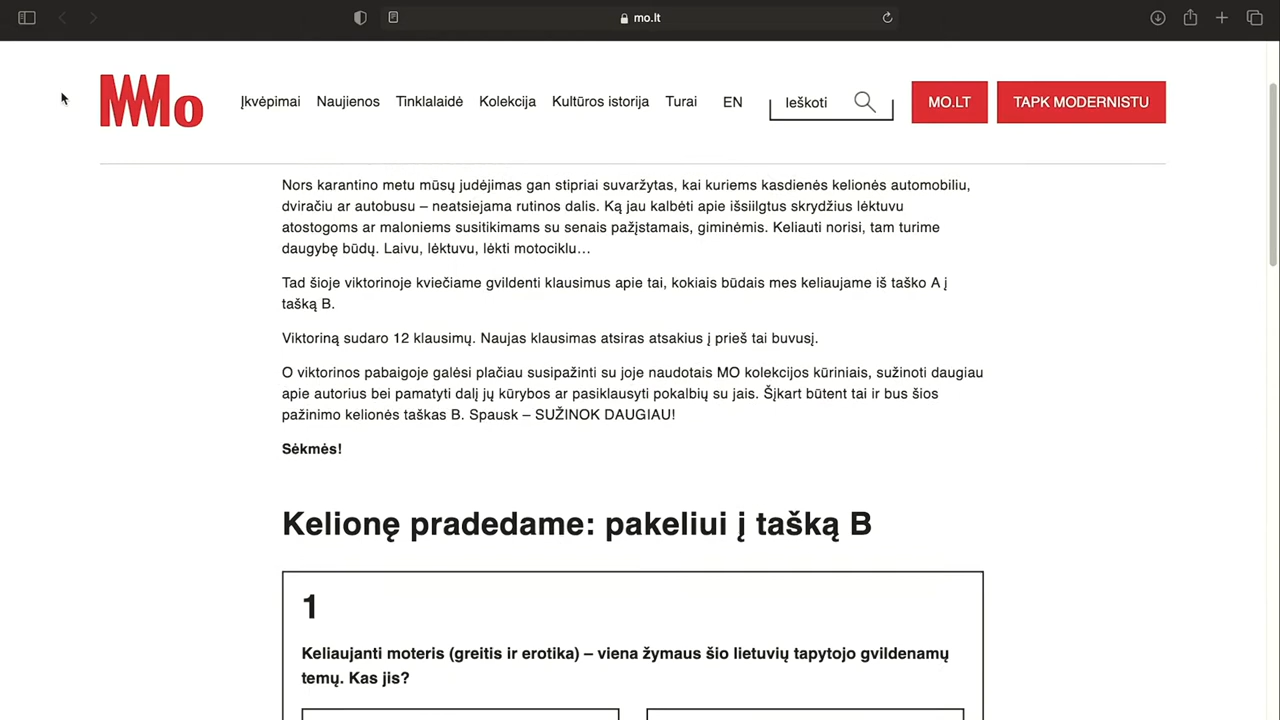 mo.lt
MMo
Įkvėpimai Naujienos Tinklalaidė Kolekcija Kultūros istorija Turai EN Ieškoti MO.LT TAPK MODERNISTU
Nors karantino metu mūsų judėjimas gan stipriai suvaržytas, kai kuriems kasdienės kelionės automobiliu,
dviračiu ar autobusu – neatsiejama rutinos dalis. Ką jau kalbėti apie išsiilgtus skrydžius lėktuvu
atostogoms ar maloniems susitikimams su senais pažįstamais, giminėmis. Keliauti norisi, tam turime
daugybę būdų. Laivu, lėktuvu, lėkti motociklu…
Tad šioje viktorinoje kviečiame gvildenti klausimus apie tai, kokiais būdais mes keliaujame iš taško A į
tašką B.
Viktoriną sudaro 12 klausimų. Naujas klausimas atsiras atsakius į prieš tai buvusį.
O viktorinos pabaigoje galėsi plačiau susipažinti su joje naudotais MO kolekcijos kūriniais, sužinoti daugiau
apie autorius bei pamatyti dalį jų kūrybos ar pasiklausyti pokalbių su jais. Šįkart būtent tai ir bus šios
pažinimo kelionės taškas B. Spausk – SUŽINOK DAUGIAU!
Sėkmės!
Kelionę pradedame: pakeliui į tašką B
1
Keliaujanti moteris (greitis ir erotika) – viena žymaus šio lietuvių tapytojo gvildenamų
temų. Kas jis?